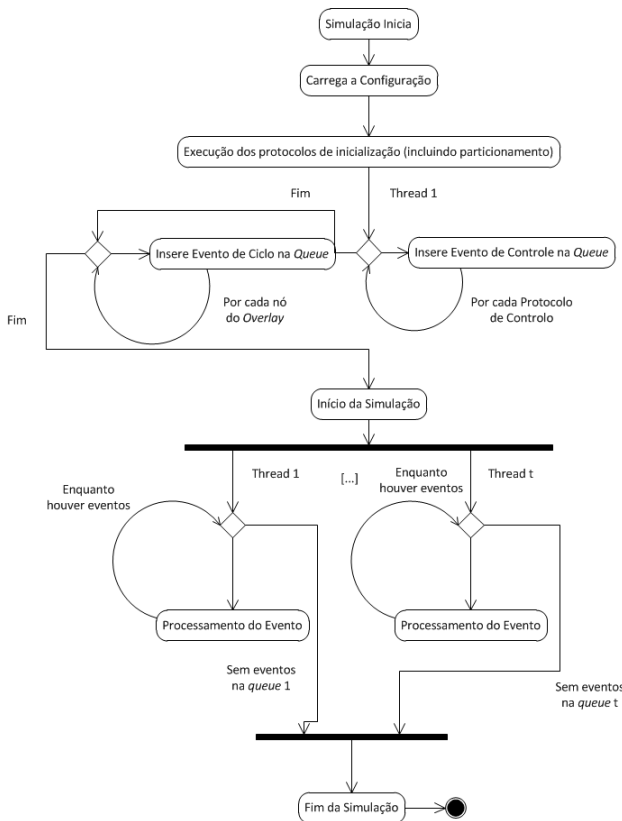 Simulação Inicia
Carrega a Configuração
Execução dos protocolos de inicialização (incluindo particionamento)
Fim
Thread 1
Insere Evento de Ciclo na Queue
Insere Evento de Controle na Queue
Por cada nó
do Overlay
Por cada Protocolo
de Controlo
Fim
Início da Simulação
Thread 1
[...]
Thread t
Enquanto
houver eventos
Enquanto
houver eventos
Processamento do Evento
Processamento do Evento
Sem eventos
na queue 1
Sem eventos
na queue t
Fim da Simulação